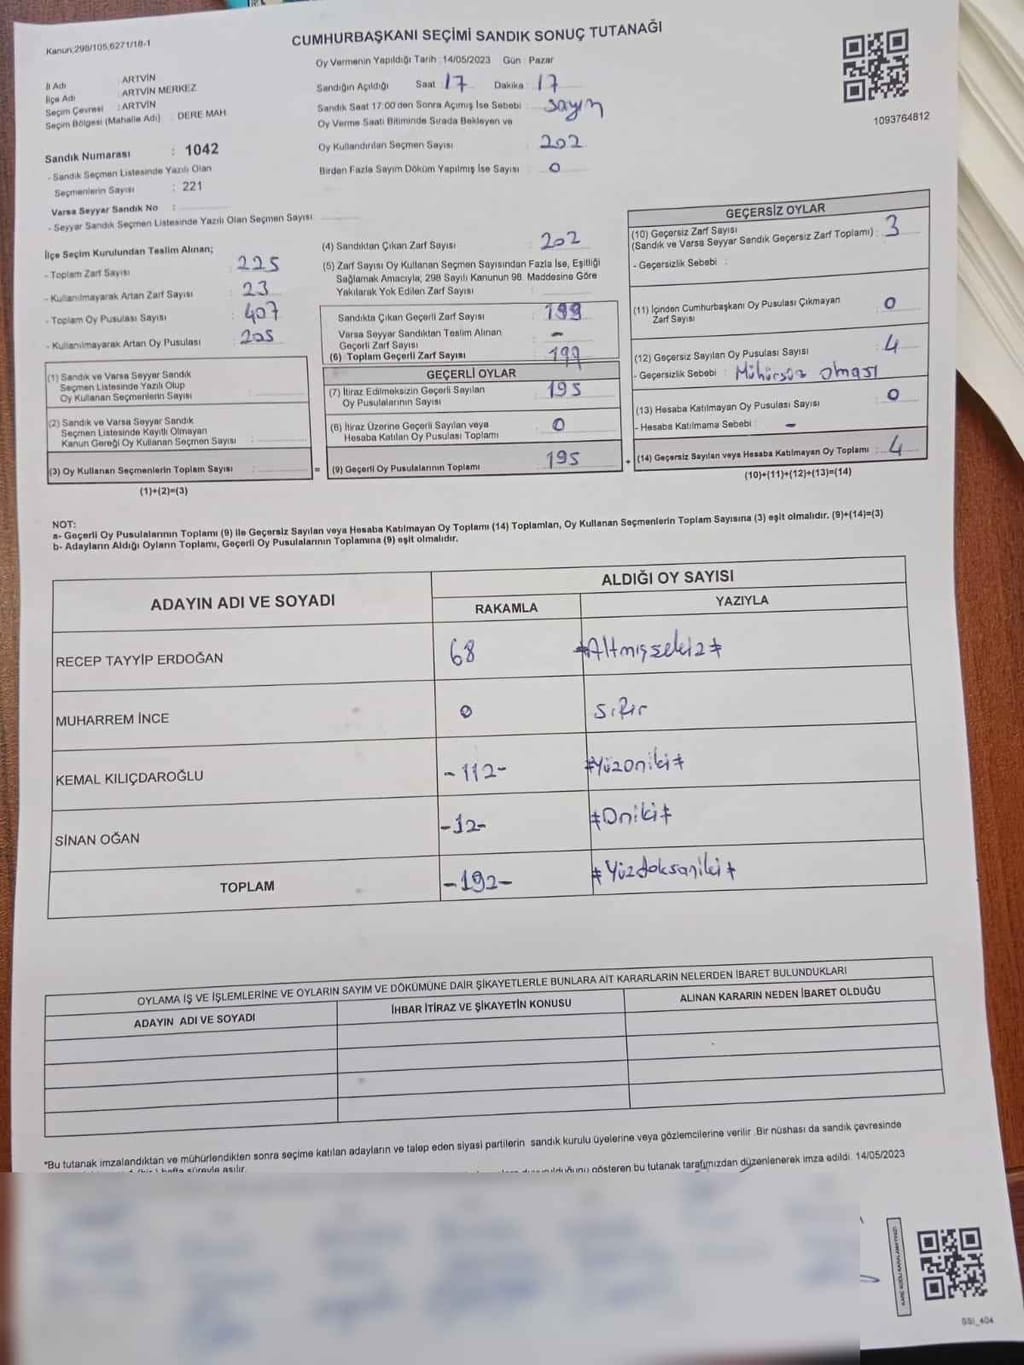 Kanun;298/105,6271/18-1
CUMHURBAŞKANI SEÇİMİ SANDIK SONUÇ TUTANAĞI
1093764812
İl Adı : ARTVİN
İlçe Adı : ARTVİN MERKEZ
Seçim Çevresi : ARTVİN
Seçim Bölgesi (Mahalle Adı) : DERE MAH
Sandık Numarası : 1042
- Sandık Seçmen Listesinde Yazılı Olan
Seçmenlerin Sayısı : 221
Varsa Seyyar Sandık No :
- Seyyar Sandık Seçmen Listesinde Yazılı Olan Seçmen Sayısı :
Oy Vermenin Yapıldığı Tarih : 14/05/2023 Gün : Pazar
Sandığın Açıldığı Saat : 17 Dakika : 17
Sandık Saat 17:00'den Sonra Açımış İse Sebebi : sayım
Oy Verme Saati Bitiminde Sırada Bekleyen ve
Oy Kullandırılan Seçmen Sayısı : 202
Birden Fazla Sayım Döküm Yapılmış İse Sayısı : 0
İlçe Seçim Kurulundan Teslim Alınan;
- Toplam Zarf Sayısı : 225
- Kullanılmayarak Artan Zarf Sayısı : 23
- Toplam Oy Pusulası Sayısı : 407
- Kullanılmayarak Artan Oy Pusulası : 205
(1) Sandık ve Varsa Seyyar Sandık
Seçmen Listesinde Yazılı Olup
Oy Kullanan Seçmenlerin Sayısı :
(2) Sandık ve Varsa Seyyar Sandık
Seçmen Listesinde Kayıtlı Olmayan
Kanun Gereği Oy Kullanan Seçmen Sayısı :
(3) Oy Kullanan Seçmenlerin Toplam Sayısı :
(1)+(2)=(3)
(4) Sandıktan Çıkan Zarf Sayısı : 202
(5) Zarf Sayısı Oy Kullanan Seçmen Sayısından Fazla İse, Eşitliği
Sağlamak Amacıyla, 298 Sayılı Kanunun 98. Maddesine Göre
Yakılarak Yok Edilen Zarf Sayısı :
Sandıkta Çıkan Geçerli Zarf Sayısı : 199
Varsa Seyyar Sandıktan Teslim Alınan
Geçerli Zarf Sayısı : -
(6) Toplam Geçerli Zarf Sayısı : 199
GEÇERLİ OYLAR
(7) İtiraz Edilmeksizin Geçerli Sayılan
Oy Pusulalarının Sayısı : 195
(8) İtiraz Üzerine Geçerli Sayılan veya
Hesaba Katılan Oy Pusulası Toplamı : 0
= (9) Geçerli Oy Pusulalarının Toplamı : 195
GEÇERSİZ OYLAR
(10) Geçersiz Zarf Sayısı
(Sandık ve Varsa Seyyar Sandık Geçersiz Zarf Toplamı) : 3
- Geçersizlik Sebebi :
(11) İçinden Cumhurbaşkanı Oy Pusulası Çıkmayan
Zarf Sayısı : 0
(12) Geçersiz Sayılan Oy Pusulası Sayısı : 4
- Geçersizlik Sebebi : Mühürsüz olması
(13) Hesaba Katılmayan Oy Pusulası Sayısı : 0
- Hesaba Katılmama Sebebi : -
+ (14) Geçersiz Sayılan veya Hesaba Katılmayan Oy Toplamı : 4
(10)+(11)+(12)+(13)=(14)
NOT:
a- Geçerli Oy Pusulalarının Toplamı (9) ile Geçersiz Sayılan veya Hesaba Katılmayan Oy Toplamı (14) Toplamları, Oy Kullanan Seçmenlerin Toplam Sayısına (3) eşit olmalıdır. (9)+(14)=(3)
b- Adayların Aldığı Oyların Toplamı, Geçerli Oy Pusulalarının Toplamına (9) eşit olmalıdır.
ADAYIN ADI VE SOYADI
ALDIĞI OY SAYISI
RAKAMLA YAZIYLA
RECEP TAYYİP ERDOĞAN 68 #Altmışsekiz#
MUHARREM İNCE 0 Sıfır
KEMAL KILIÇDAROĞLU -112- #Yüzoniki#
SİNAN OĞAN -12- #Oniki#
TOPLAM -192- #Yüzdoksaniki#
OYLAMA İŞ VE İŞLEMLERİNE VE OYLARIN SAYIM VE DÖKÜMÜNE DAİR ŞİKAYETLERLE BUNLARA AİT KARARLARIN NELERDEN İBARET BULUNDUKLARI
ADAYIN ADI VE SOYADI İHBAR İTİRAZ VE ŞİKAYETİN KONUSU ALINAN KARARIN NEDEN İBARET OLDUĞU
*Bu tutanak imzalandıktan ve mühürlendikten sonra seçime katılan adayların ve talep eden siyasi partilerin sandık kurulu üyelerine veya gözlemcilerine verilir. Bir nüshası da sandık çevresinde
hafta süreyle asılır.
gösteren bu tutanak tarafımızdan düzenlenerek imza edildi. 14/05/2023
SSI_404